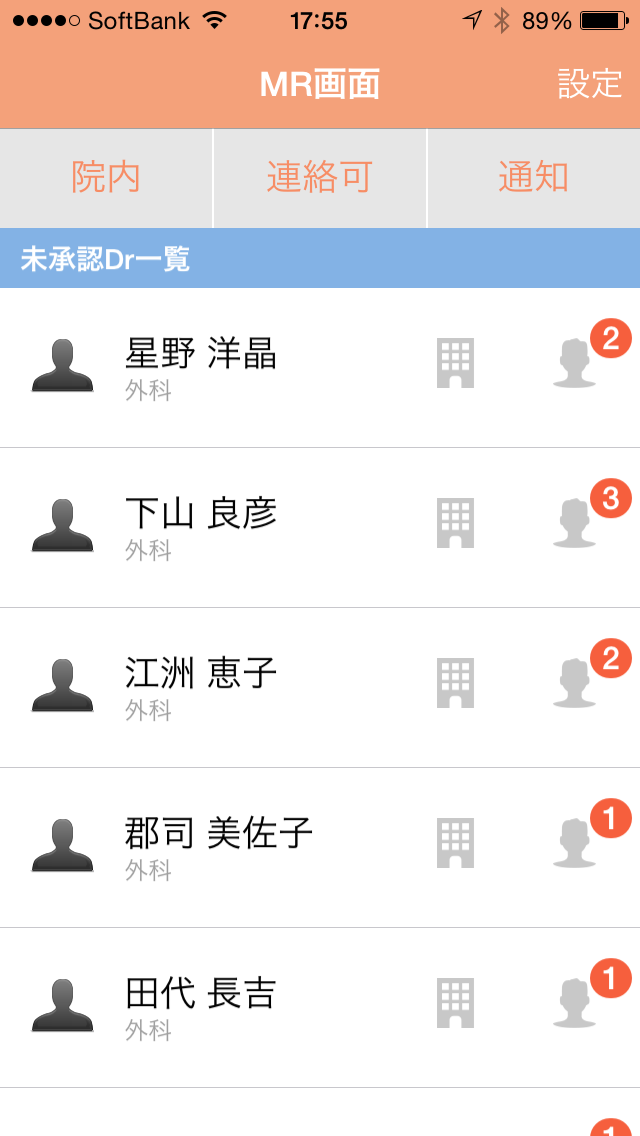 SoftBank 17:55 89%
MR画面 設定
院内 連絡可 通知
未承認Dr一覧
星野 洋晶 2
外科
下山 良彦 3
外科
江洲 恵子 2
外科
郡司 美佐子 1
外科
田代 長吉 1
外科